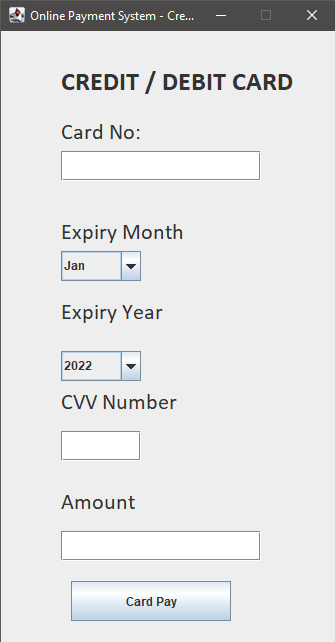 Online Payment System - Cre...
CREDIT / DEBIT CARD
Card No:
Expiry Month
Jan
Expiry Year
2022
CVV Number
Amount
Card Pay